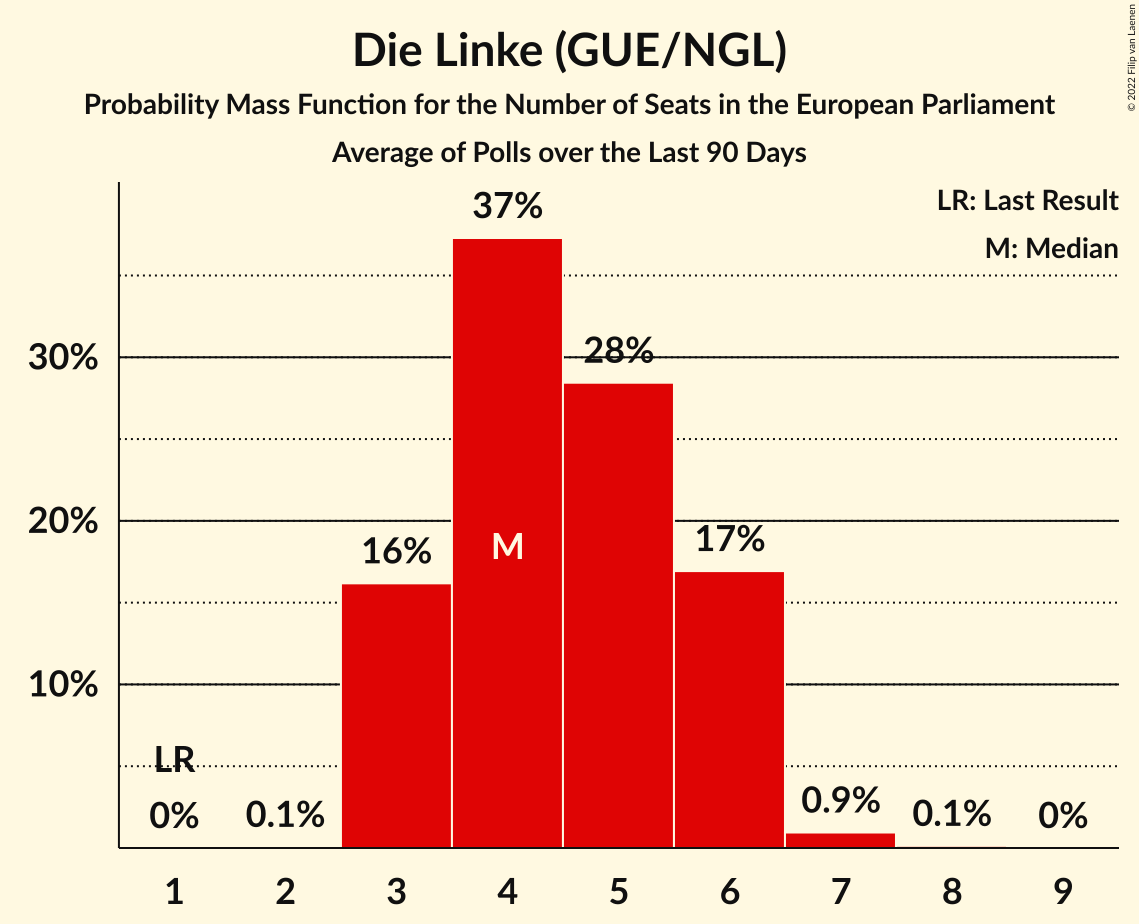 Die Linke (GUE/NGL)
Probability Mass Function for the Number of Seats in the European Parliament
Average of Polls over the Last 90 Days
© 2022 Filip van Laenen
LR: Last Result
M: Median
37%
30%
28%
20%
16%
M
17%
10%
LR
0%
0.1%
0.9%
0.1%
0%
1 2 3 4 5 6 7 8 9